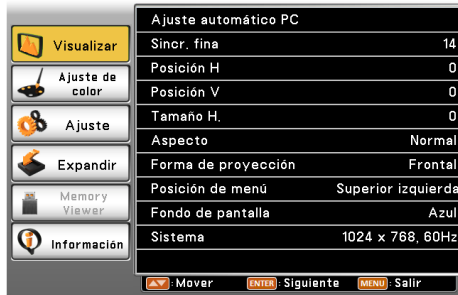 Visualizar
Ajuste de
color
Ajuste
Expandir
Memory
Viewer
Información
Ajuste automático PC
Sincr. fina 14
Posición H 0
Posición V 0
Tamaño H. 0
Aspecto Normal
Forma de proyección Frontal
Posición de menú Superior izquierda
Fondo de pantalla Azul
Sistema 1024 x 768, 60Hz
: Mover ENTER : Siguiente MENU : Salir